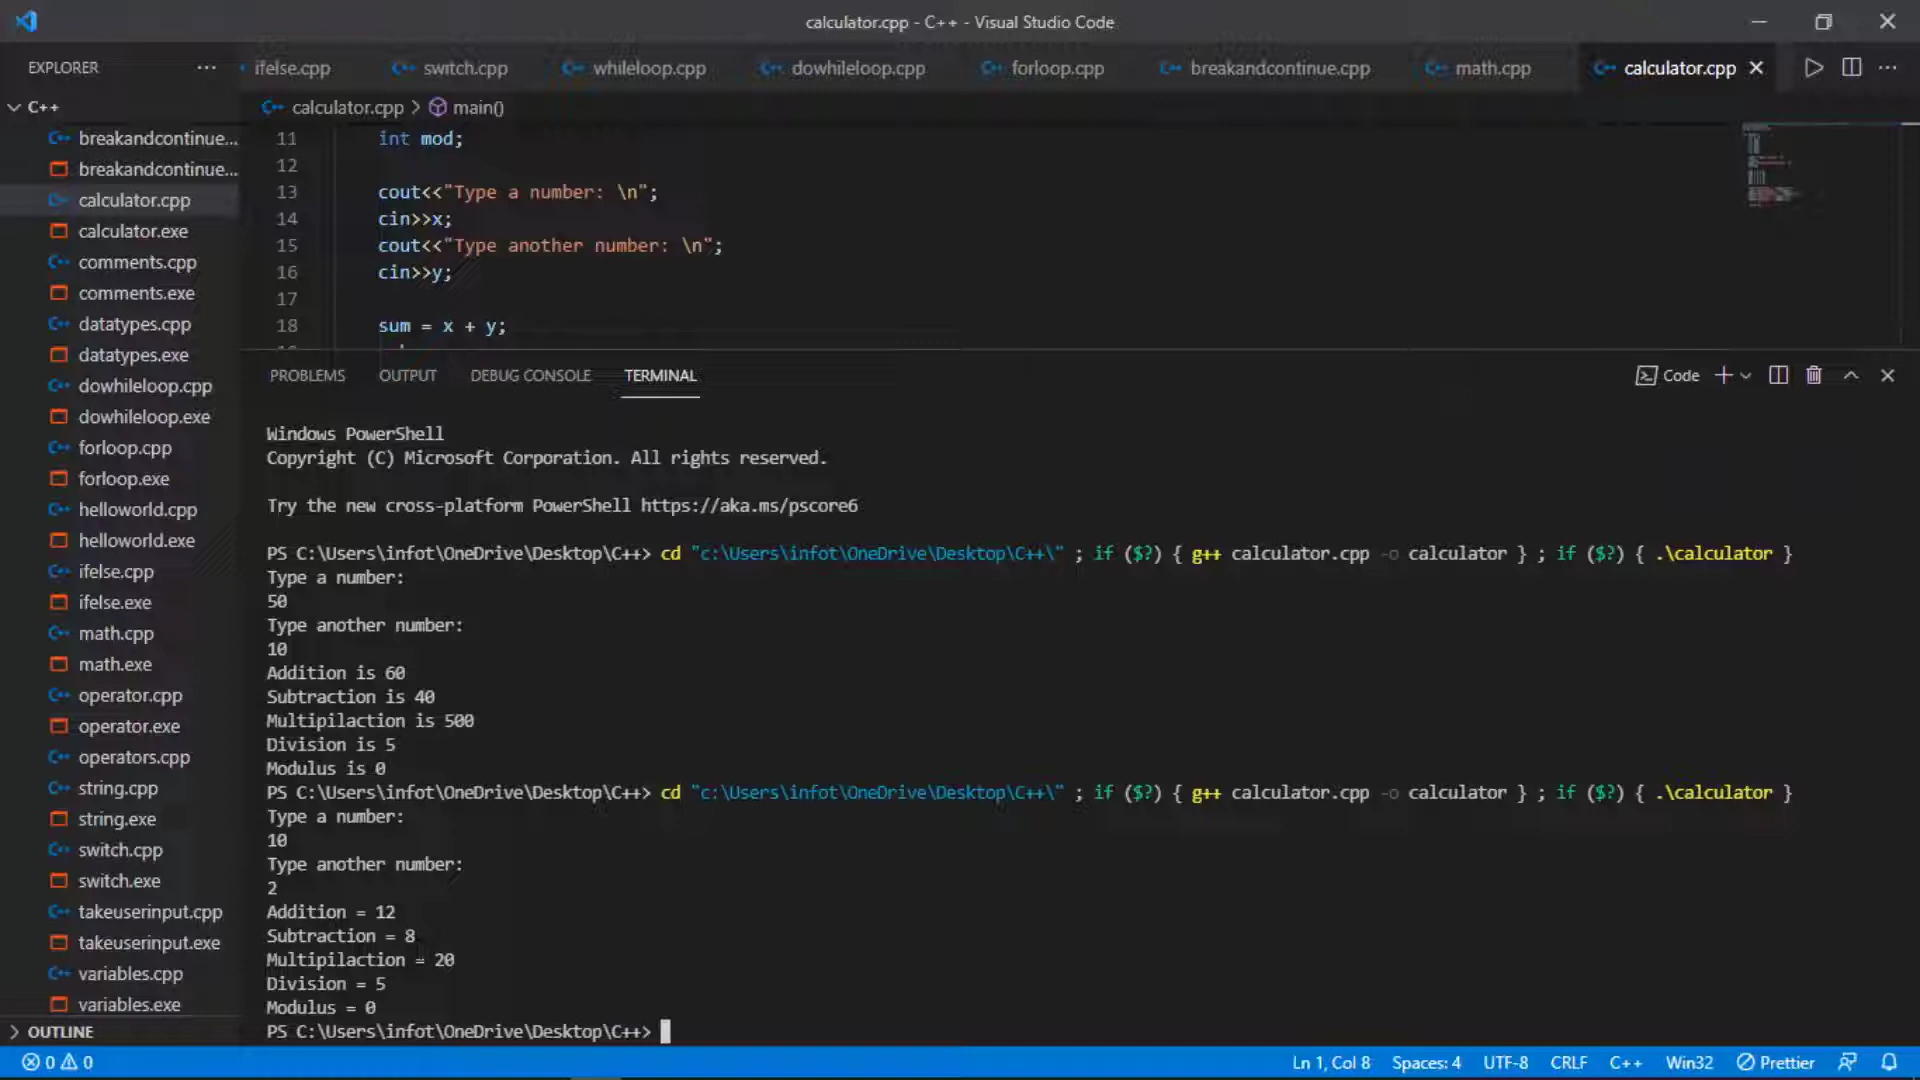 calculator.cpp - C++ - Visual Studio Code
EXPLORER
ifelse.cpp
switch.cpp
whileloop.cpp
dowhileloop.cpp
forloop.cpp
breakandcontinue.cpp
math.cpp
calculator.cpp
C++
calculator.cpp > main()
breakandcontinue...
breakandcontinue...
calculator.cpp
calculator.exe
comments.cpp
comments.exe
datatypes.cpp
datatypes.exe
dowhileloop.cpp
dowhileloop.exe
forloop.cpp
forloop.exe
helloworld.cpp
helloworld.exe
ifelse.cpp
ifelse.exe
math.cpp
math.exe
operator.cpp
operator.exe
operators.cpp
string.cpp
string.exe
switch.cpp
switch.exe
takeuserinput.cpp
takeuserinput.exe
variables.cpp
variables.exe
OUTLINE
11 int mod;
12
13 cout<<"Type a number: \n";
14 cin>>x;
15 cout<<"Type another number: \n";
16 cin>>y;
17
18 sum = x + y;
PROBLEMS
OUTPUT
DEBUG CONSOLE
TERMINAL
Code
Windows PowerShell
Copyright (C) Microsoft Corporation. All rights reserved.
Try the new cross-platform PowerShell https://aka.ms/pscore6
PS C:\Users\infot\OneDrive\Desktop\C++> cd "c:\Users\infot\OneDrive\Desktop\C++\" ; if ($?) { g++ calculator.cpp -o calculator } ; if ($?) { .\calculator }
Type a number:
50
Type another number:
10
Addition is 60
Subtraction is 40
Multipilaction is 500
Division is 5
Modulus is 0
PS C:\Users\infot\OneDrive\Desktop\C++> cd "c:\Users\infot\OneDrive\Desktop\C++\" ; if ($?) { g++ calculator.cpp -o calculator } ; if ($?) { .\calculator }
Type a number:
10
Type another number:
2
Addition = 12
Subtraction = 8
Multipilaction = 20
Division = 5
Modulus = 0
PS C:\Users\infot\OneDrive\Desktop\C++>
0 0
Ln 1, Col 8
Spaces: 4
UTF-8
CRLF
C++
Win32
Prettier